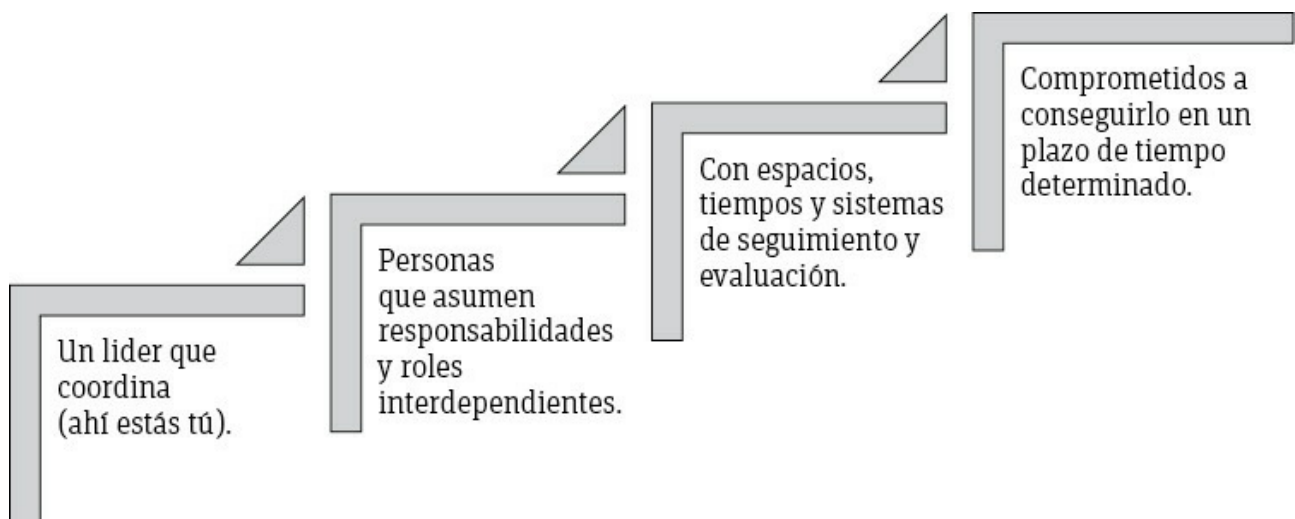 Un lider que
coordina
(ahí estás tú).
Personas
que asumen
responsabilidades
y roles
interdependientes.
Con espacios,
tiempos y sistemas
de seguimiento y
evaluación.
Comprometidos a
conseguirlo en un
plazo de tiempo
determinado.